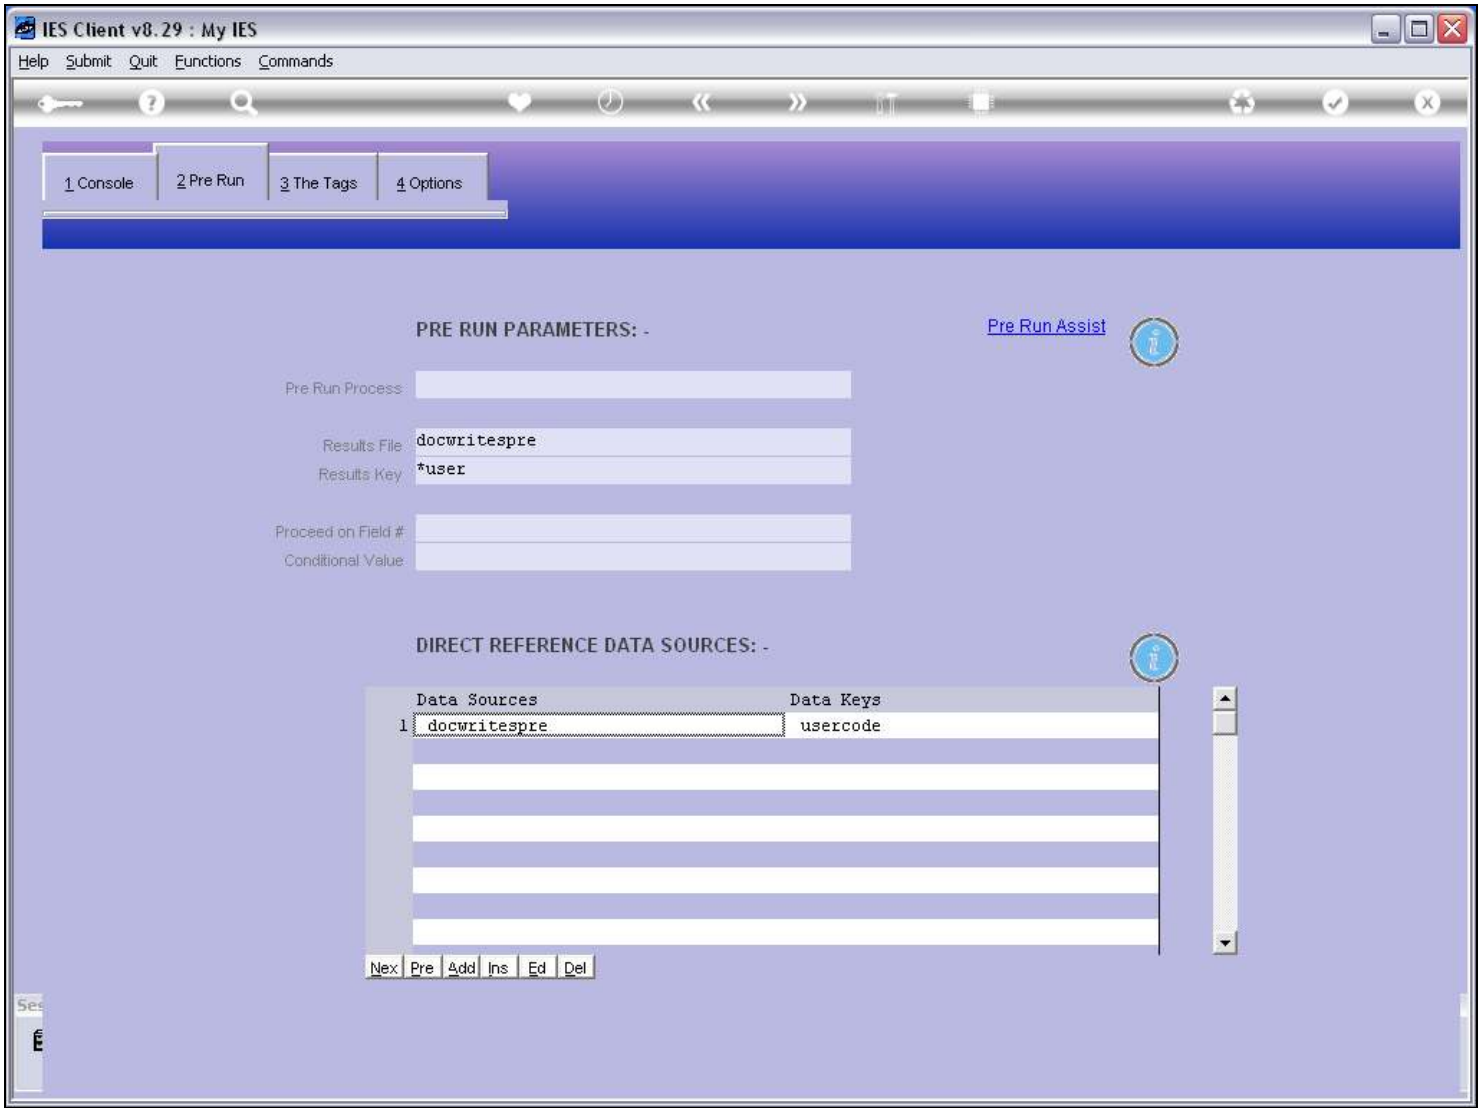 IES Client v8.29 : My IES
Help Submit Quit Functions Commands
1 Console 2 Pre Run 3 The Tags 4 Options
PRE RUN PARAMETERS: - Pre Run Assist
Pre Run Process
Results File docwritespre
Results Key *user
Proceed on Field #
Conditional Value
DIRECT REFERENCE DATA SOURCES: -
Data Sources Data Keys
1 docwritespre usercode
Nex Pre Add Ins Ed Del
Ses